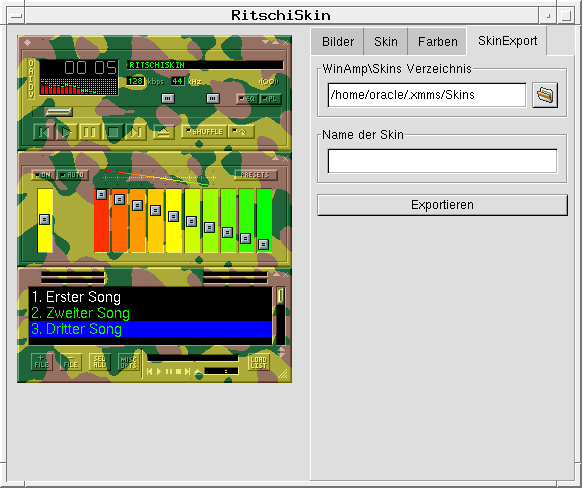 RitschiSkin
Bilder
Skin
Farben
SkinExport
WinAmp\Skins Verzeichnis
/home/oracle/.xmms/Skins
Name der Skin
Exportieren
00:05
RITSCHISKIN
128 kbps 44 kHz
EQ PL
SHUFFLE
ON AUTO PRESETS
1. Erster Song
2. Zweiter Song
3. Dritter Song
+ FILE - FILE SEL ALL MISC OPTS LOAD LIST